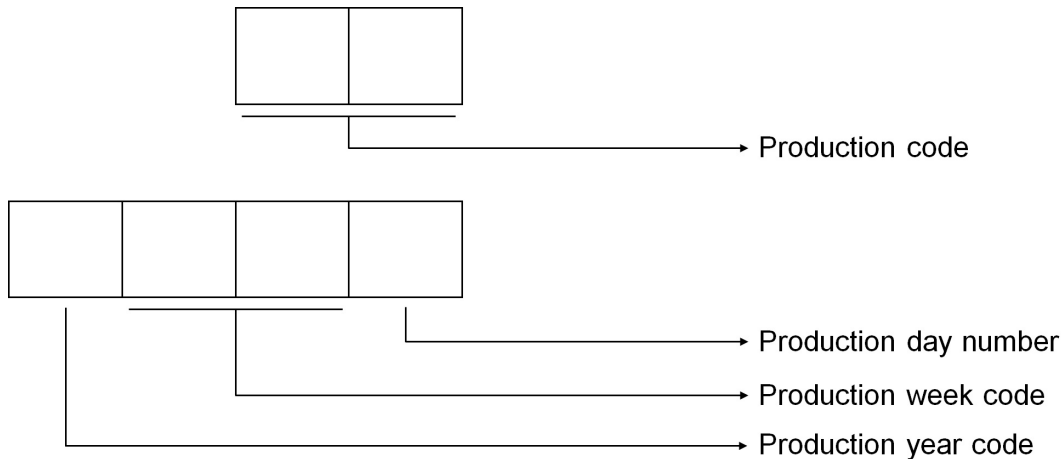 Production code
Production day number
Production week code
Production year code